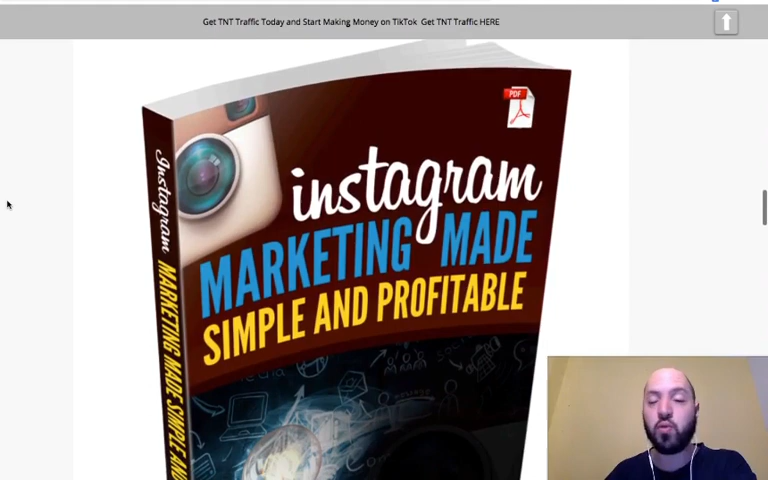 Get TNT Traffic Today and Start Making Money on TikTok Get TNT Traffic HERE
PDF
instagram
MARKETING MADE
SIMPLE AND PROFITABLE
Instagram MARKETING MADE SIMPLE AND